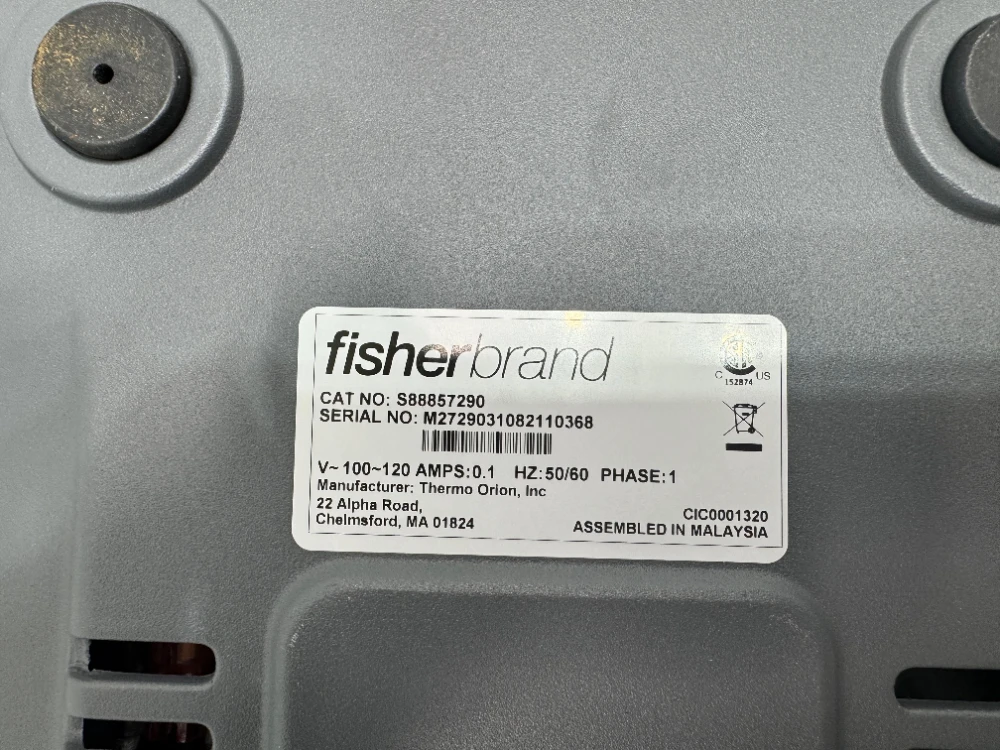 fisherbrand
C US
152874
CAT NO: S88857290
SERIAL NO: M2729031082110368
V~ 100~120 AMPS:0.1 HZ:50/60 PHASE:1
Manufacturer: Thermo Orion, Inc
22 Alpha Road,
Chelmsford, MA 01824
CIC0001320
ASSEMBLED IN MALAYSIA